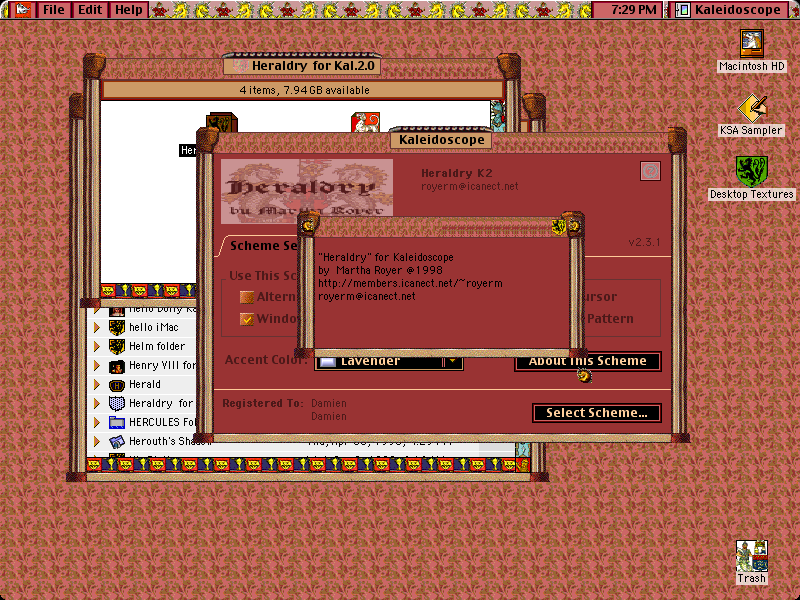 File Edit Help
7:29 PM
Kaleidoscope
Heraldry for Kal.2.0
4 items, 7.94 GB available
Macintosh HD
KSA Sampler
Desktop Textures
Her
Kaleidoscope
Heraldry
by Martha Royer
Heraldry K2
royerm@icanect.net
v2.3.1
Scheme Se
Use This Sc
Altern
Windo
ursor
Pattern
"Heraldry" for Kaleidoscope
by Martha Royer @1998
http://members.icanect.net/~royerm
royerm@icanect.net
Accent Color:
Lavender
About This Scheme
Registered To: Damien
Damien
Select Scheme...
Hello Dolly Ka
hello iMac
Helm folder
Henry VIII for
Herald
Heraldry for
HERCULES Fol
Herouth's Shado
Trash